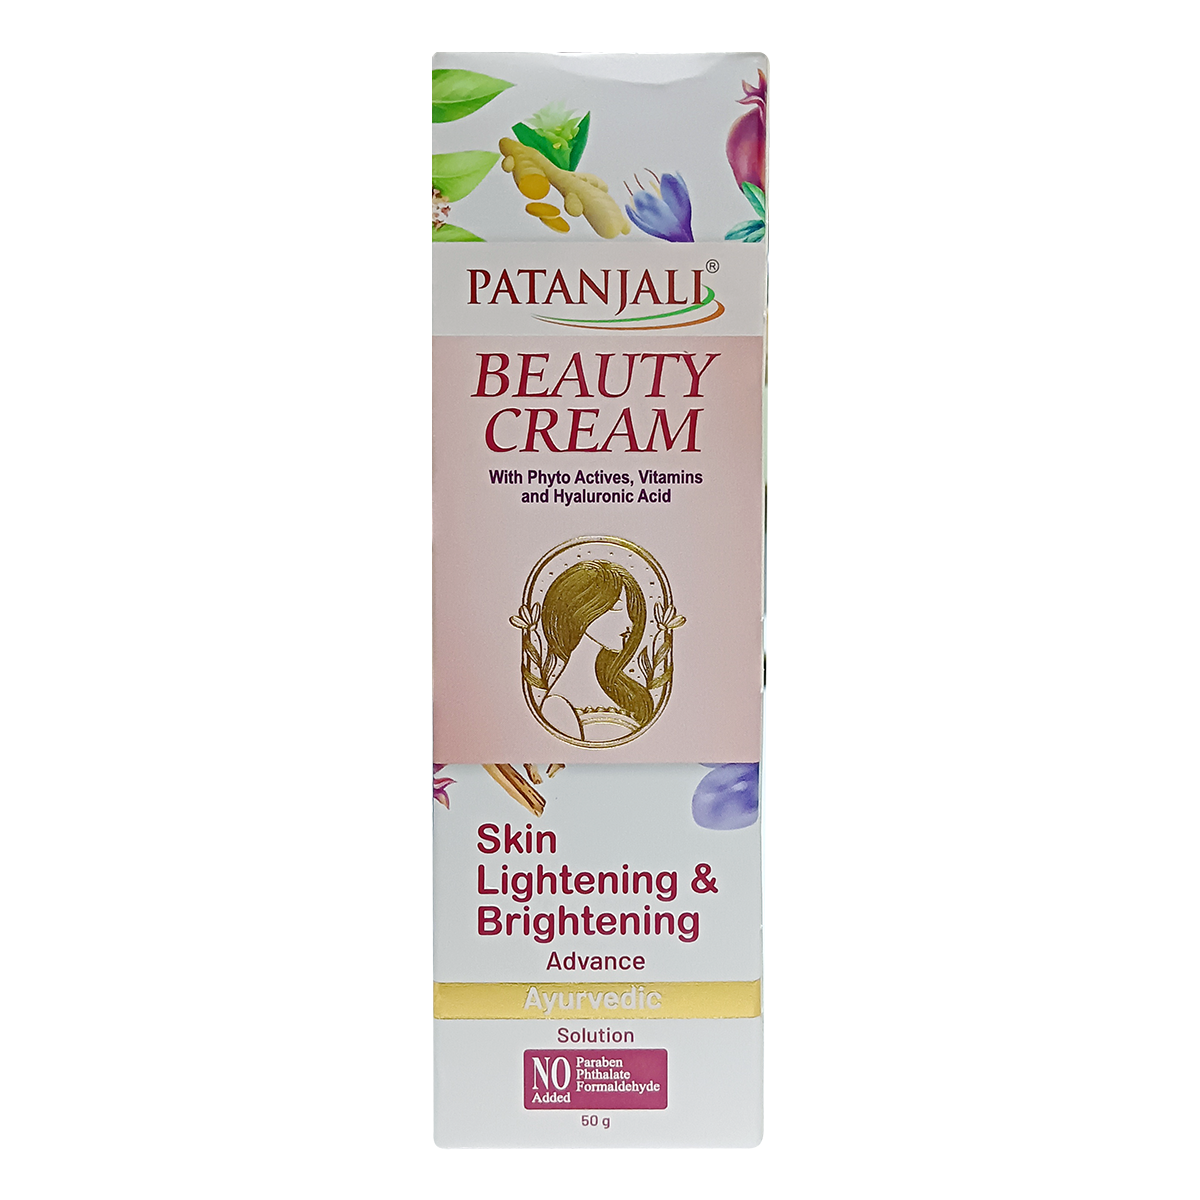 PATANJALI®
BEAUTY
CREAM
With Phyto Actives, Vitamins
and Hyaluronic Acid
Skin
Lightening &
Brightening
Advance
Ayurvedic
Solution
NO Added
Paraben
Phthalate
Formaldehyde
50 g